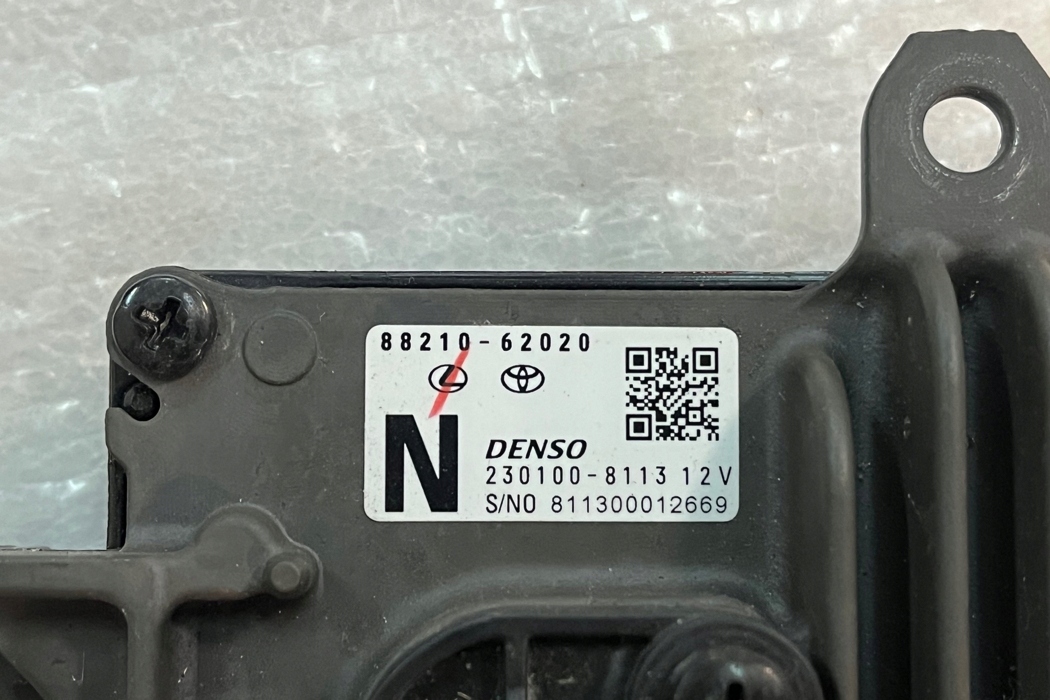 88210-62020
N
DENSO
230100-8113 12V
S/NO 811300012669